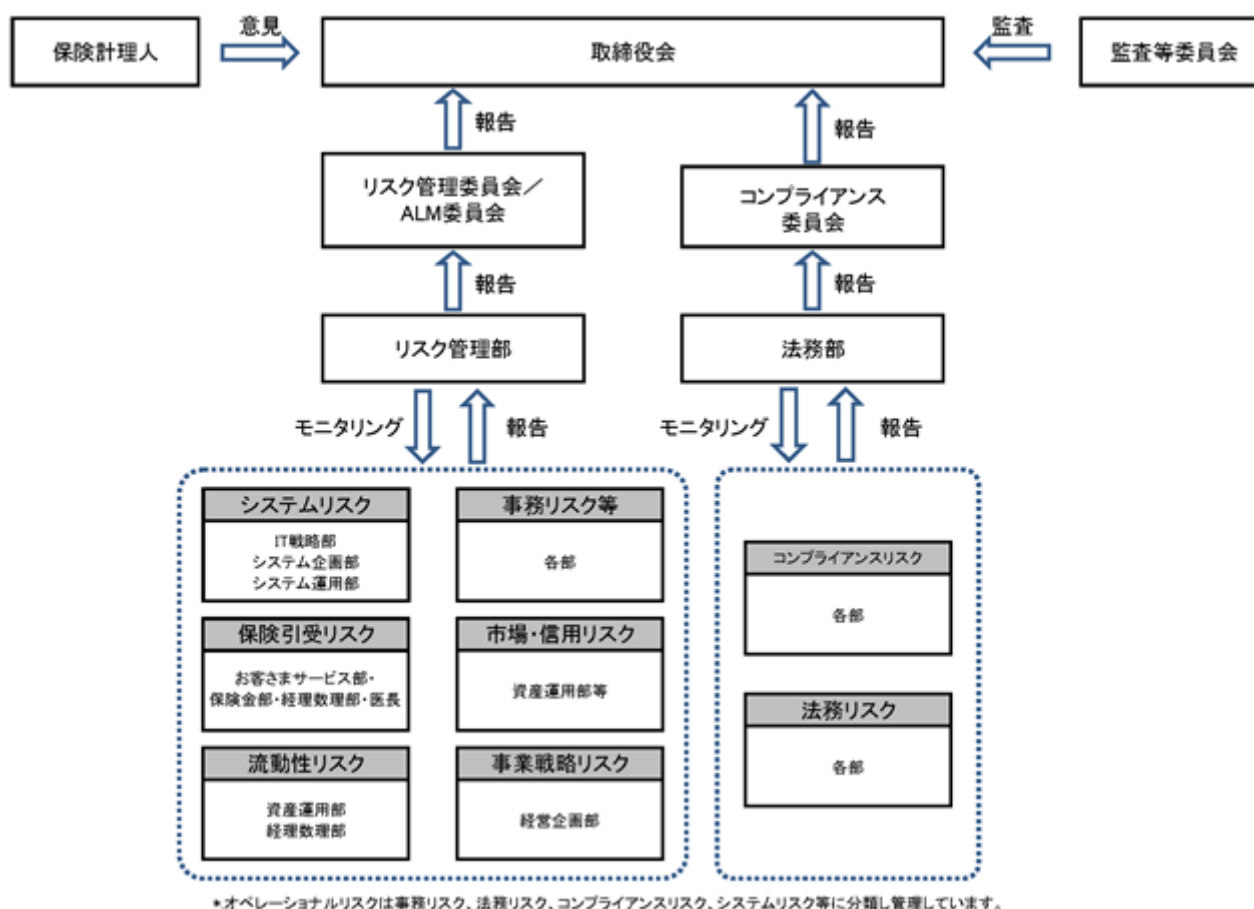 保険計理人
意見
取締役会
監査
監査等委員会
報告
報告
リスク管理委員会／
ALM委員会
コンプライアンス
委員会
報告
報告
リスク管理部
法務部
モニタリング
報告
モニタリング
報告
システムリスク
IT戦略部
システム企画部
システム運用部
事務リスク等
各部
保険引受リスク
お客さまサービス部・
保険金部・経理数理部・医長
市場・信用リスク
資産運用部等
流動性リスク
資産運用部
経理数理部
事業戦略リスク
経営企画部
コンプライアンスリスク
各部
法務リスク
各部
*オペレーショナルリスクは事務リスク、法務リスク、コンプライアンスリスク、システムリスク等に分類し管理しています。